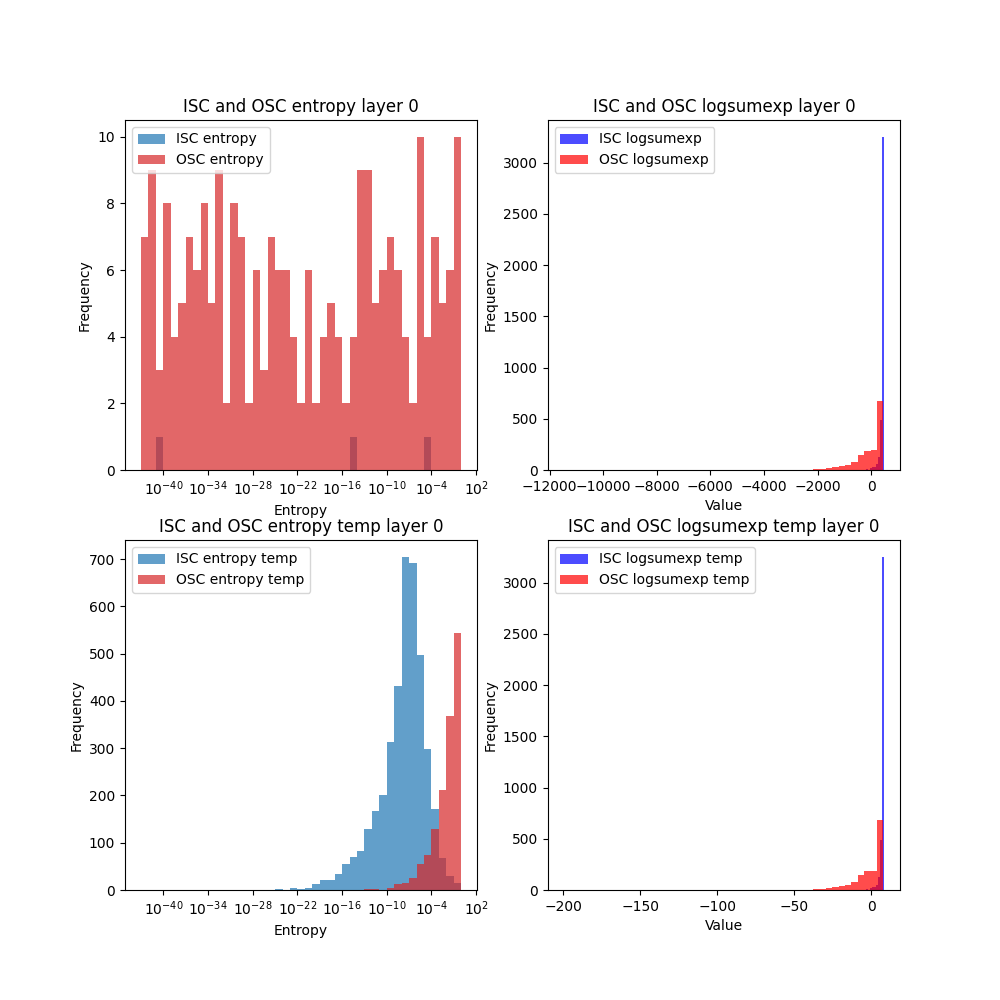 ISC and OSC entropy layer 0
ISC entropy
OSC entropy
Frequency
10
8
6
4
2
0
10⁻⁴⁰ 10⁻³⁴ 10⁻²⁸ 10⁻²² 10⁻¹⁶ 10⁻¹⁰ 10⁻⁴ 10²
Entropy
ISC and OSC logsumexp layer 0
ISC logsumexp
OSC logsumexp
Frequency
3000
2500
2000
1500
1000
500
0
−12000 −10000 −8000 −6000 −4000 −2000 0
Value
ISC and OSC entropy temp layer 0
ISC entropy temp
OSC entropy temp
Frequency
700
600
500
400
300
200
100
0
10⁻⁴⁰ 10⁻³⁴ 10⁻²⁸ 10⁻²² 10⁻¹⁶ 10⁻¹⁰ 10⁻⁴ 10²
Entropy
ISC and OSC logsumexp temp layer 0
ISC logsumexp temp
OSC logsumexp temp
Frequency
3000
2500
2000
1500
1000
500
0
−200 −150 −100 −50 0
Value